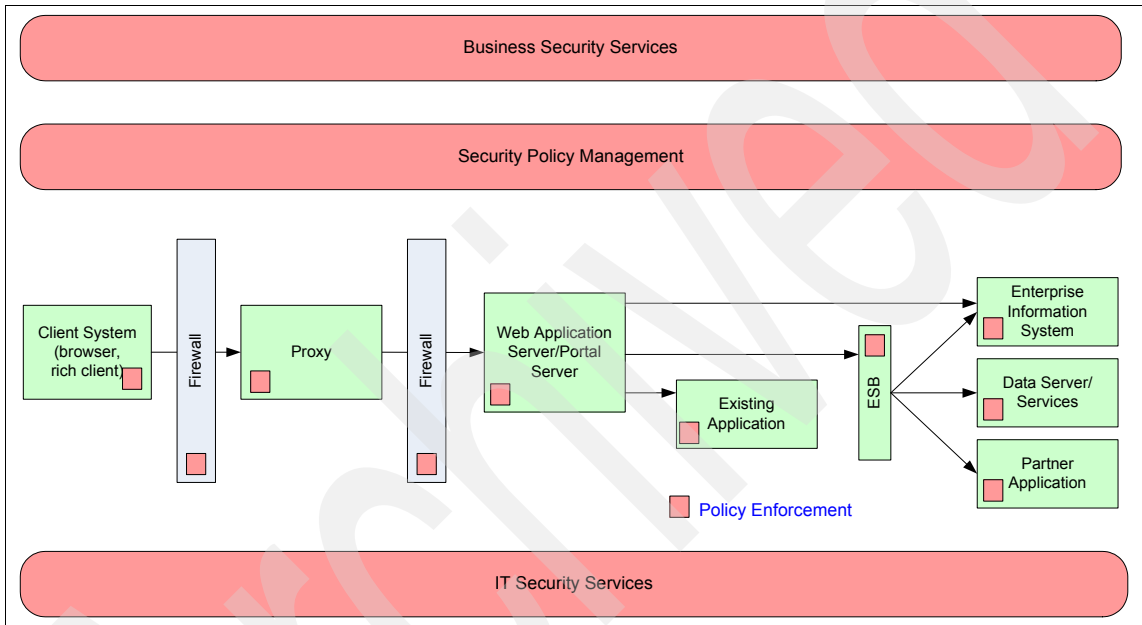 Business Security Services
Security Policy Management
Client System
(browser,
rich client)
Firewall
Proxy
Firewall
Web Application
Server/Portal
Server
Existing
Application
ESB
Enterprise
Information
System
Data Server/
Services
Partner
Application
Policy Enforcement
IT Security Services